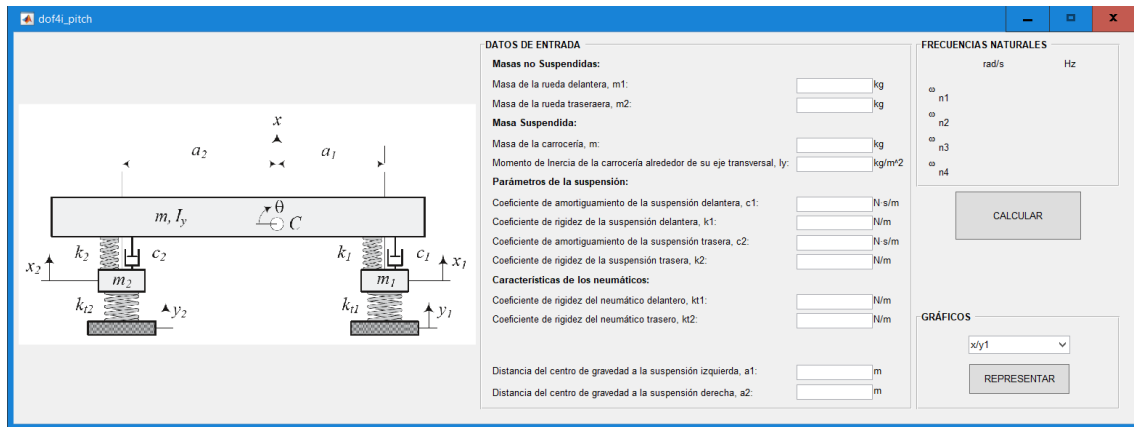 dof4i_pitch
x
a2
a1
θ
m, Iy
C
k2
c2
k1
c1
x2
x1
m2
m1
kt2
y2
kt1
y1
DATOS DE ENTRADA
Masas no Suspendidas:
Masa de la rueda delantera, m1:
kg
Masa de la rueda traseraera, m2:
kg
Masa Suspendida:
Masa de la carrocería, m:
kg
Momento de Inercia de la carrocería alrededor de su eje transversal, Iy:
kg/m^2
Parámetros de la suspensión:
Coeficiente de amortiguamiento de la suspensión delantera, c1:
N·s/m
Coeficiente de rigidez de la suspensión delantera, k1:
N/m
Coeficiente de amortiguamiento de la suspensión trasera, c2:
N·s/m
Coeficiente de rigidez de la suspensión trasera, k2:
N/m
Características de los neumáticos:
Coeficiente de rigidez del neumático delantero, kt1:
N/m
Coeficiente de rigidez del neumático trasero, kt2:
N/m
Distancia del centro de gravedad a la suspensión izquierda, a1:
m
Distancia del centro de gravedad a la suspensión derecha, a2:
m
FRECUENCIAS NATURALES
rad/s Hz
ω n1
ω n2
ω n3
ω n4
CALCULAR
GRÁFICOS
x/y1
REPRESENTAR